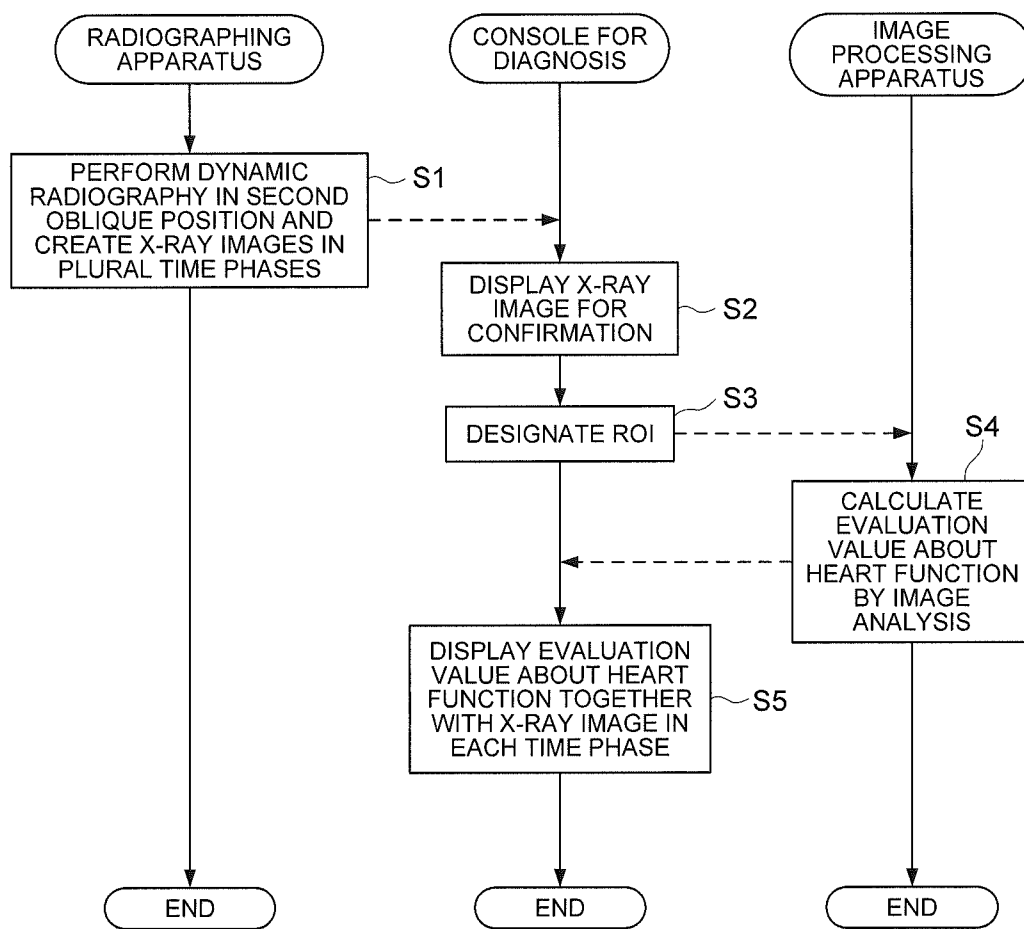 RADIOGRAPHING
APPARATUS
CONSOLE FOR
DIAGNOSIS
IMAGE
PROCESSING
APPARATUS
PERFORM DYNAMIC
RADIOGRAPHY IN SECOND
OBLIQUE POSITION AND
CREATE X-RAY IMAGES IN
PLURAL TIME PHASES
S1
DISPLAY X-RAY
IMAGE FOR
CONFIRMATION
S2
DESIGNATE ROI
S3
CALCULATE
EVALUATION
VALUE ABOUT
HEART FUNCTION
BY IMAGE
ANALYSIS
S4
DISPLAY EVALUATION
VALUE ABOUT HEART
FUNCTION TOGETHER
WITH X-RAY IMAGE IN
EACH TIME PHASE
S5
END
END
END